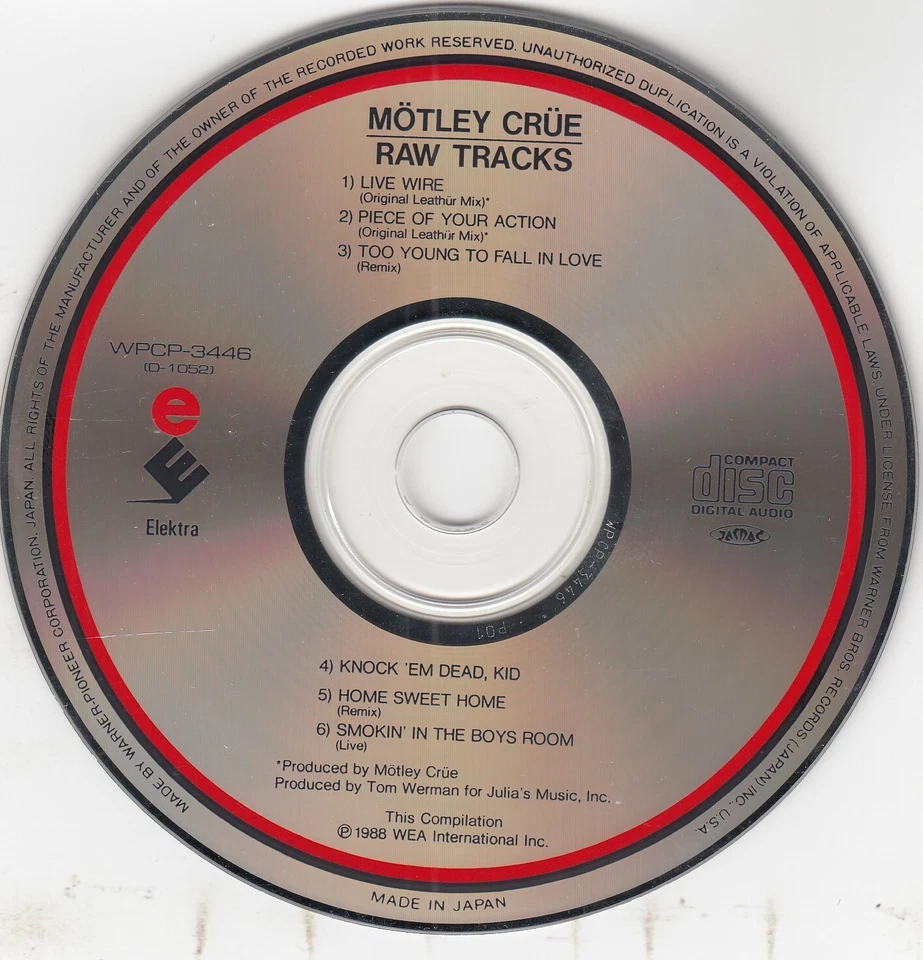 MÖTLEY CRÜE
RAW TRACKS
1) LIVE WIRE
(Original Leathür Mix)*
2) PIECE OF YOUR ACTION
(Original Leathür Mix)*
3) TOO YOUNG TO FALL IN LOVE
(Remix)
WPCP-3446
(D-1052)
e
E
Elektra
COMPACT
disc
DIGITAL AUDIO
JASRAC
WPCP-3446 * P01
4) KNOCK 'EM DEAD, KID
5) HOME SWEET HOME
(Remix)
6) SMOKIN' IN THE BOYS ROOM
(Live)
*Produced by Mötley Crüe
Produced by Tom Werman for Julia's Music, Inc.
This Compilation
℗ 1988 WEA International Inc.
MADE BY WARNER-PIONEER CORPORATION, JAPAN. ALL RIGHTS OF THE MANUFACTURER AND OF THE OWNER OF THE RECORDED WORK RESERVED. UNAUTHORIZED DUPLICATION IS A VIOLATION OF APPLICABLE LAWS. UNDER LICENSE FROM WARNER BROS. RECORDS (JAPAN) INC., U.S.A.
MADE IN JAPAN